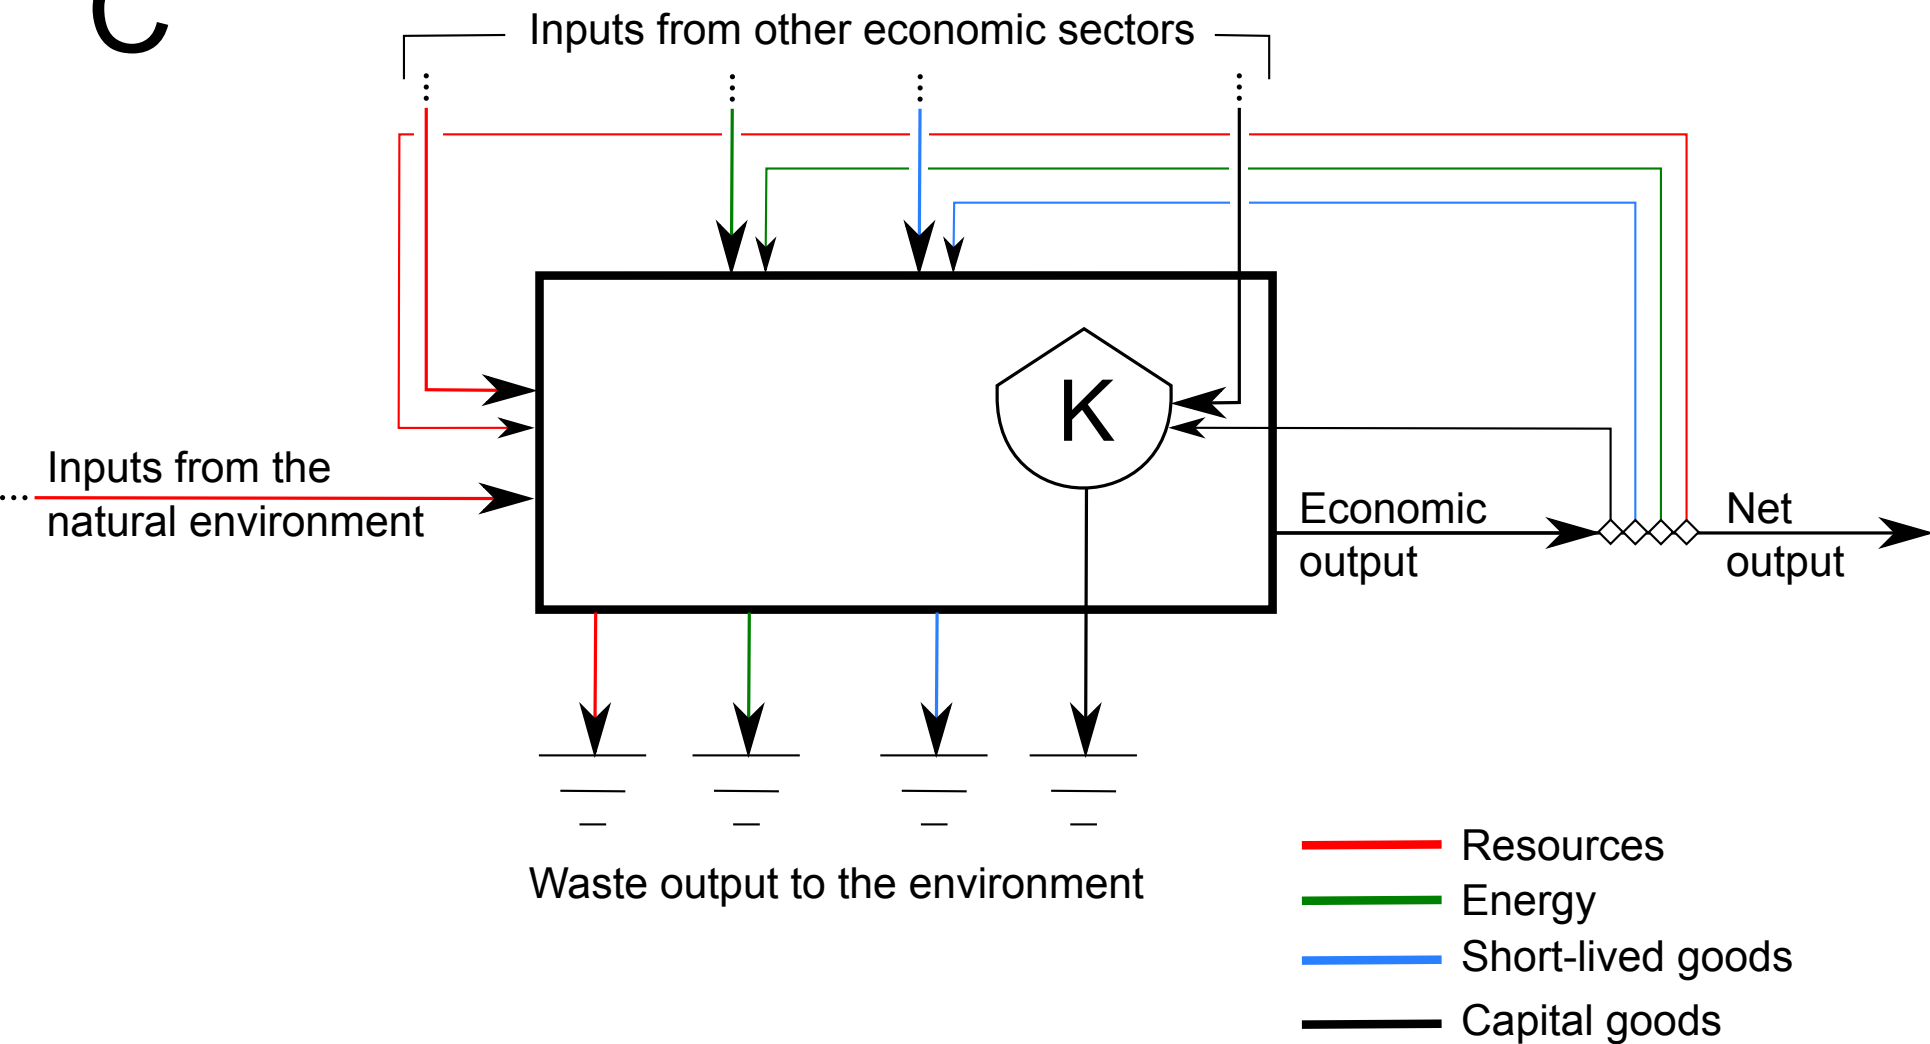 C
Inputs from other economic sectors
K
Inputs from the
natural environment
Economic
output
Net
output
Waste output to the environment
Resources
Energy
Short-lived goods
Capital goods